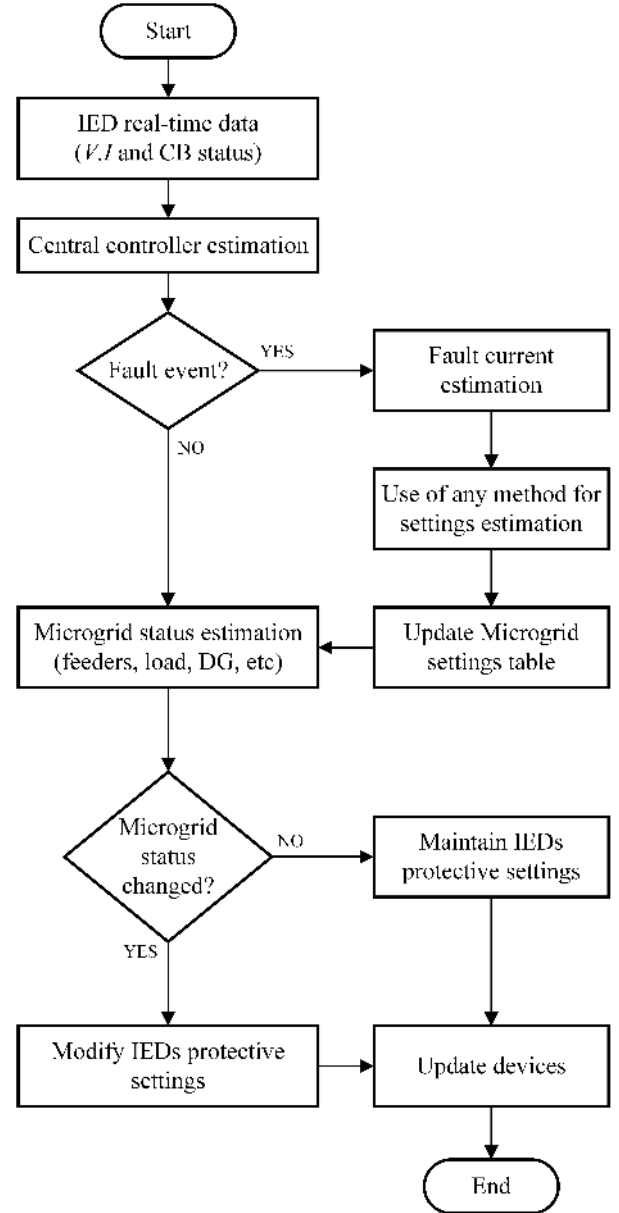 Start
IED real-time data
(V.I and CB status)
Central controller estimation
Fault event?
YES
Fault current
estimation
NO
Use of any method for
settings estimation
Microgrid status estimation
(feeders, load, DG, etc)
Update Microgrid
settings table
Microgrid
status
changed?
NO
Maintain IEDs
protective settings
YES
Modify IEDs protective
settings
Update devices
End